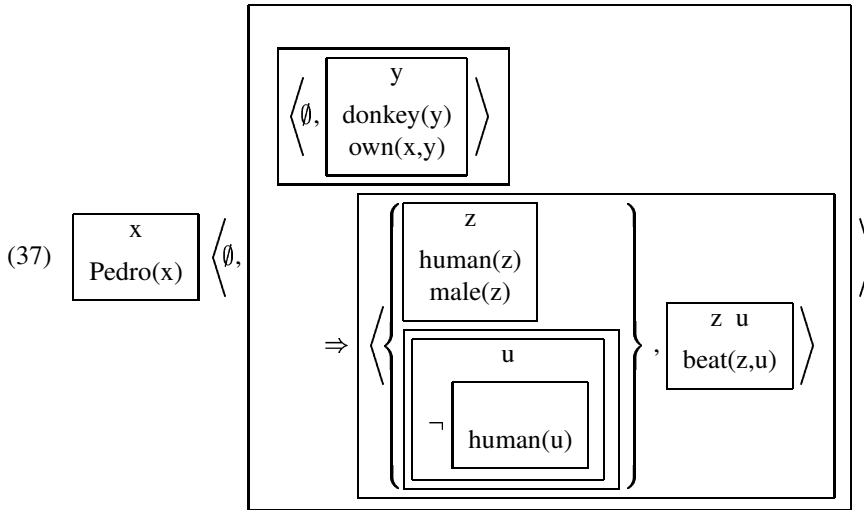 y
⟨∅, donkey(y) ⟩
own(x,y)
x z
(37) Pedro(x) ⟨∅, human(z) ⟩
male(z)
z u
⇒ ⟨{ } , beat(z,u) ⟩
u
¬
human(u)